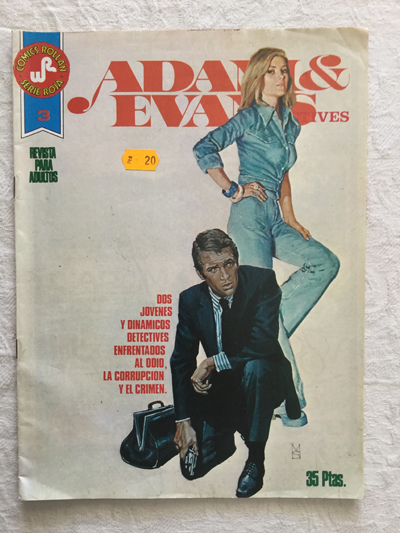 COMICS ROLLAN
SERIE ROJA
3
ADAM &
EVANS
REVISTA
PARA
ADULTOS
20
DOS
JOVENES
Y DINAMICOS
DETECTIVES
ENFRENTADOS
AL ODIO,
LA CORRUPCION
Y EL CRIMEN.
35 Ptas.